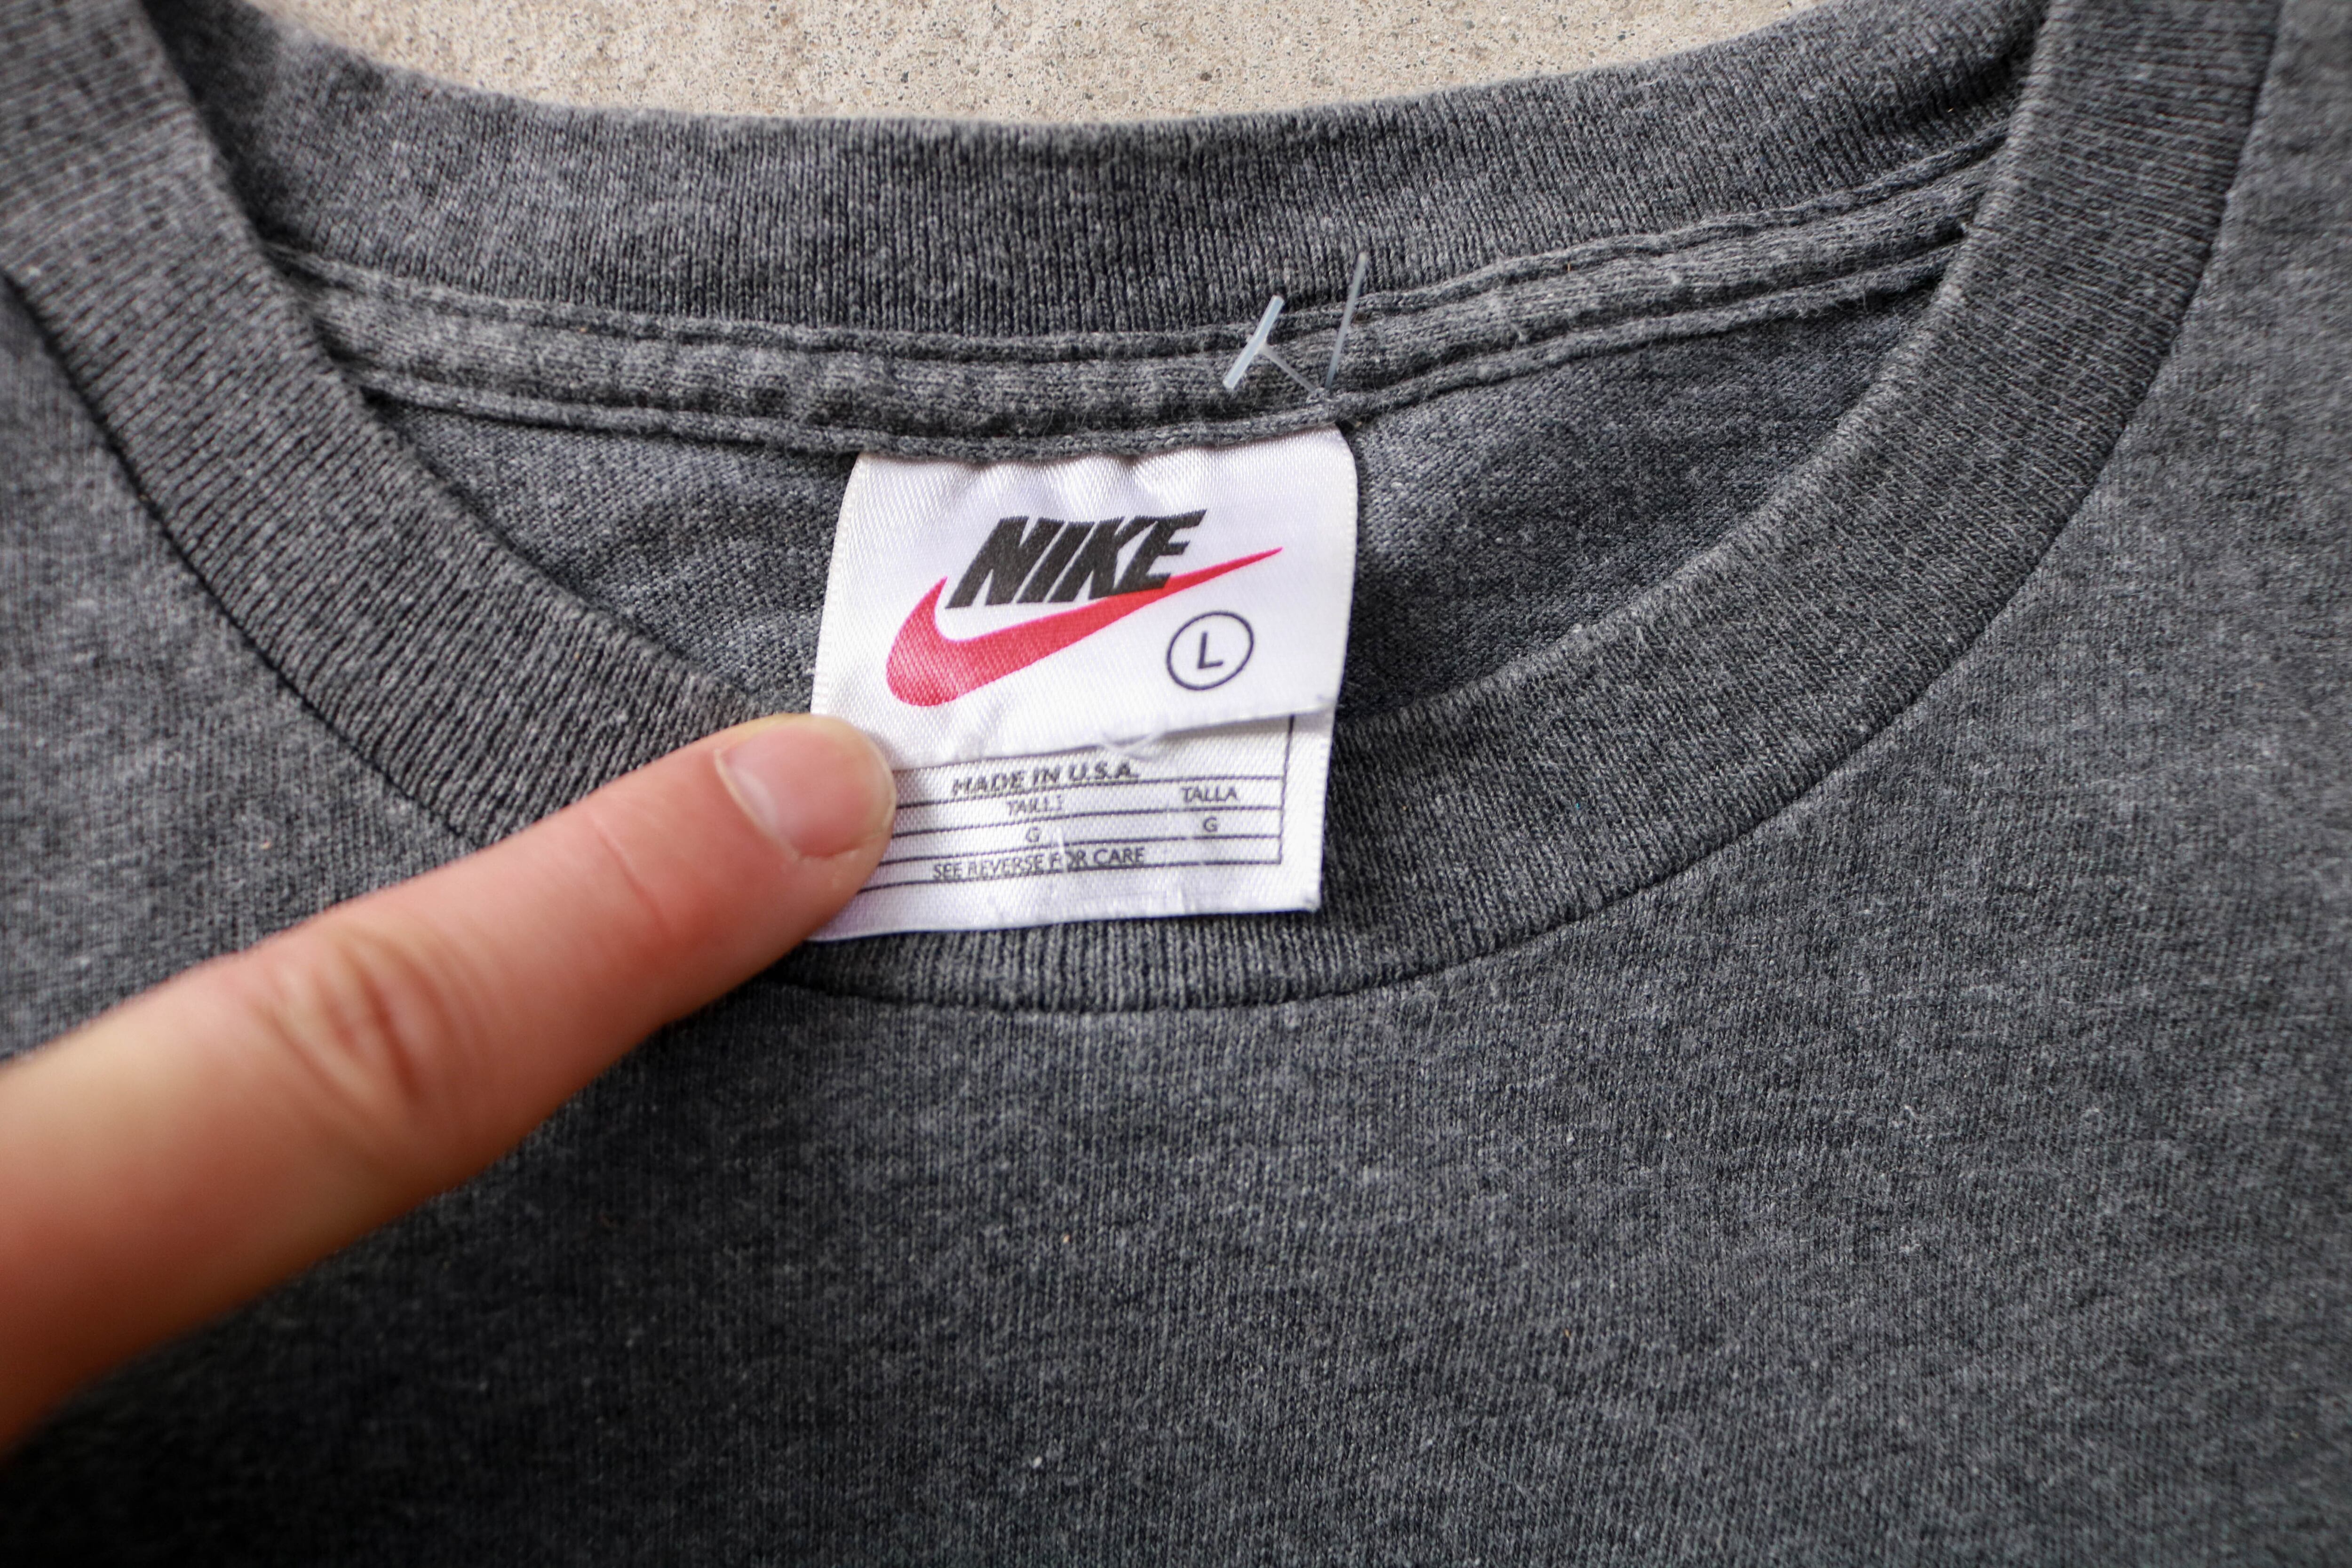 NIKE
L
MADE IN U.S.A.
TAILLE TALLA
G G
SEE REVERSE FOR CARE